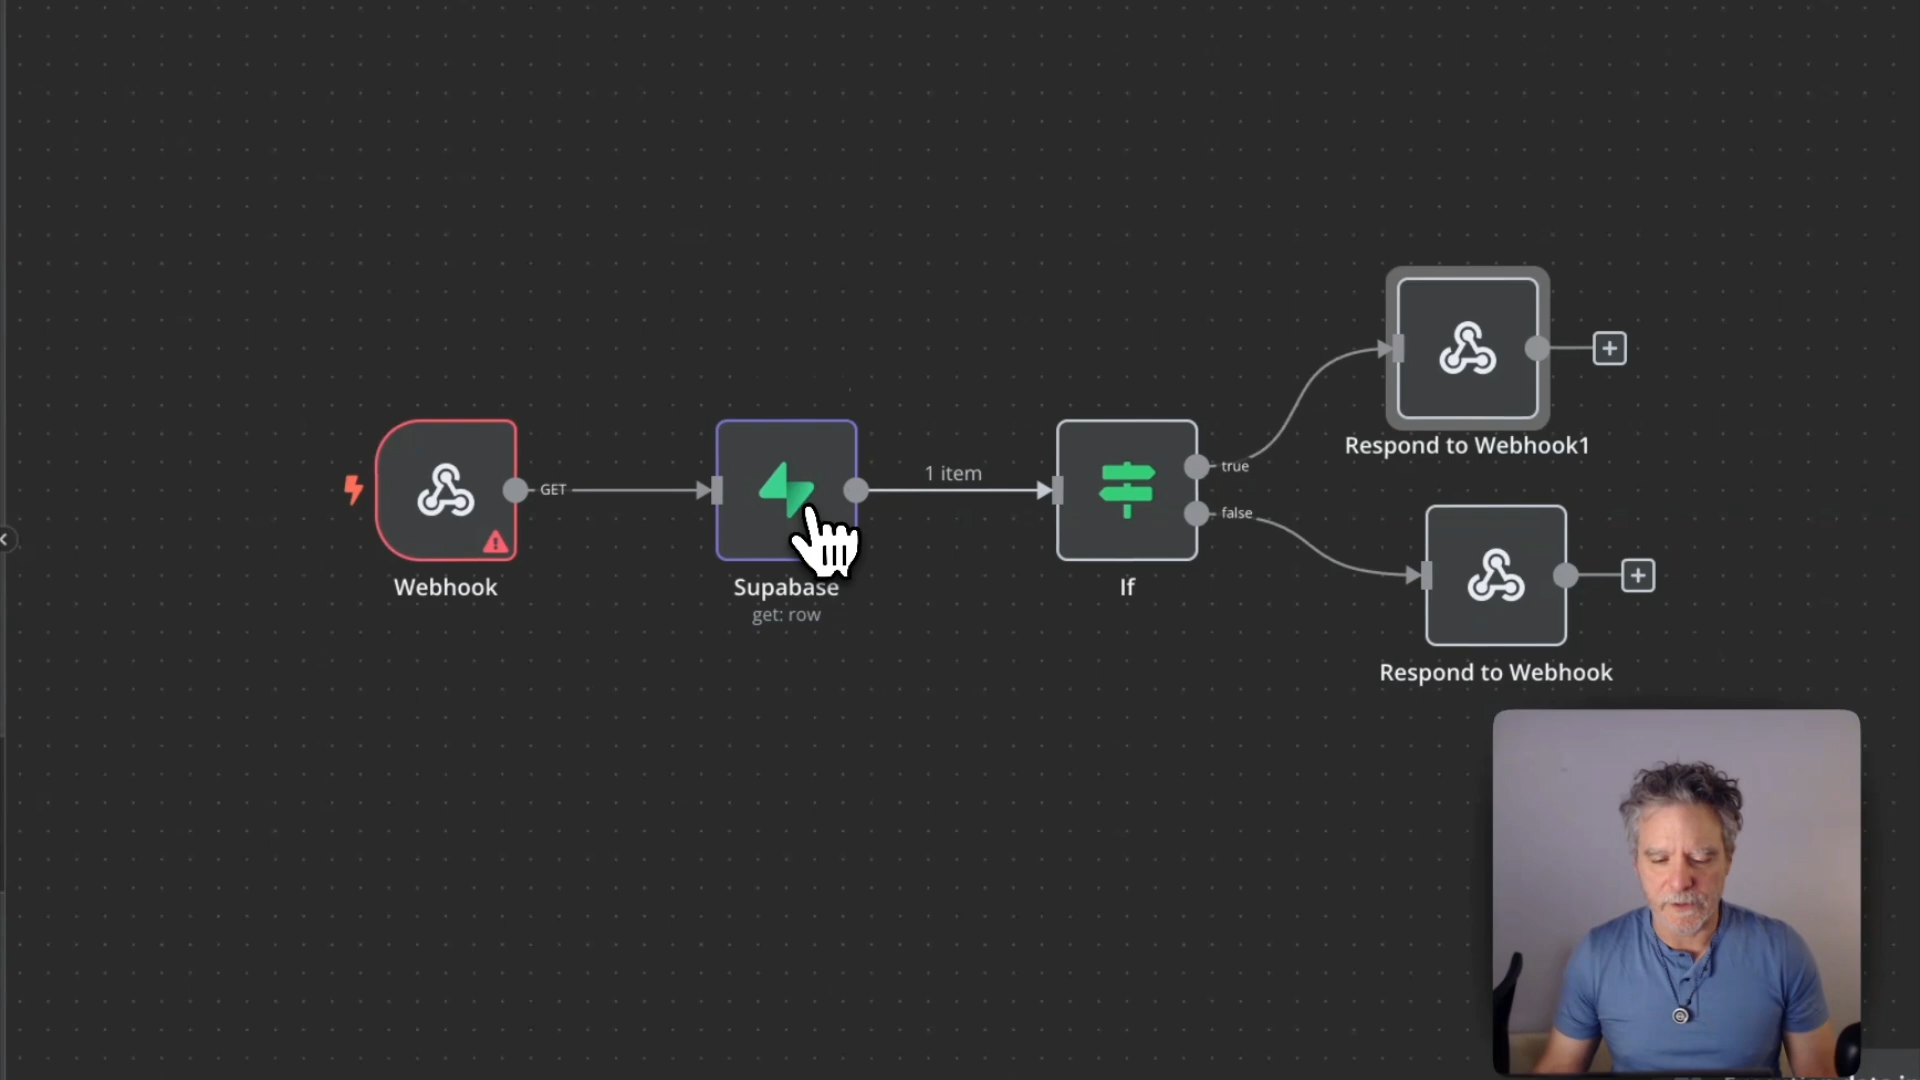 Respond to Webhook1
true
1 item
GET
false
Webhook
Supabase
get: row
If
Respond to Webhook